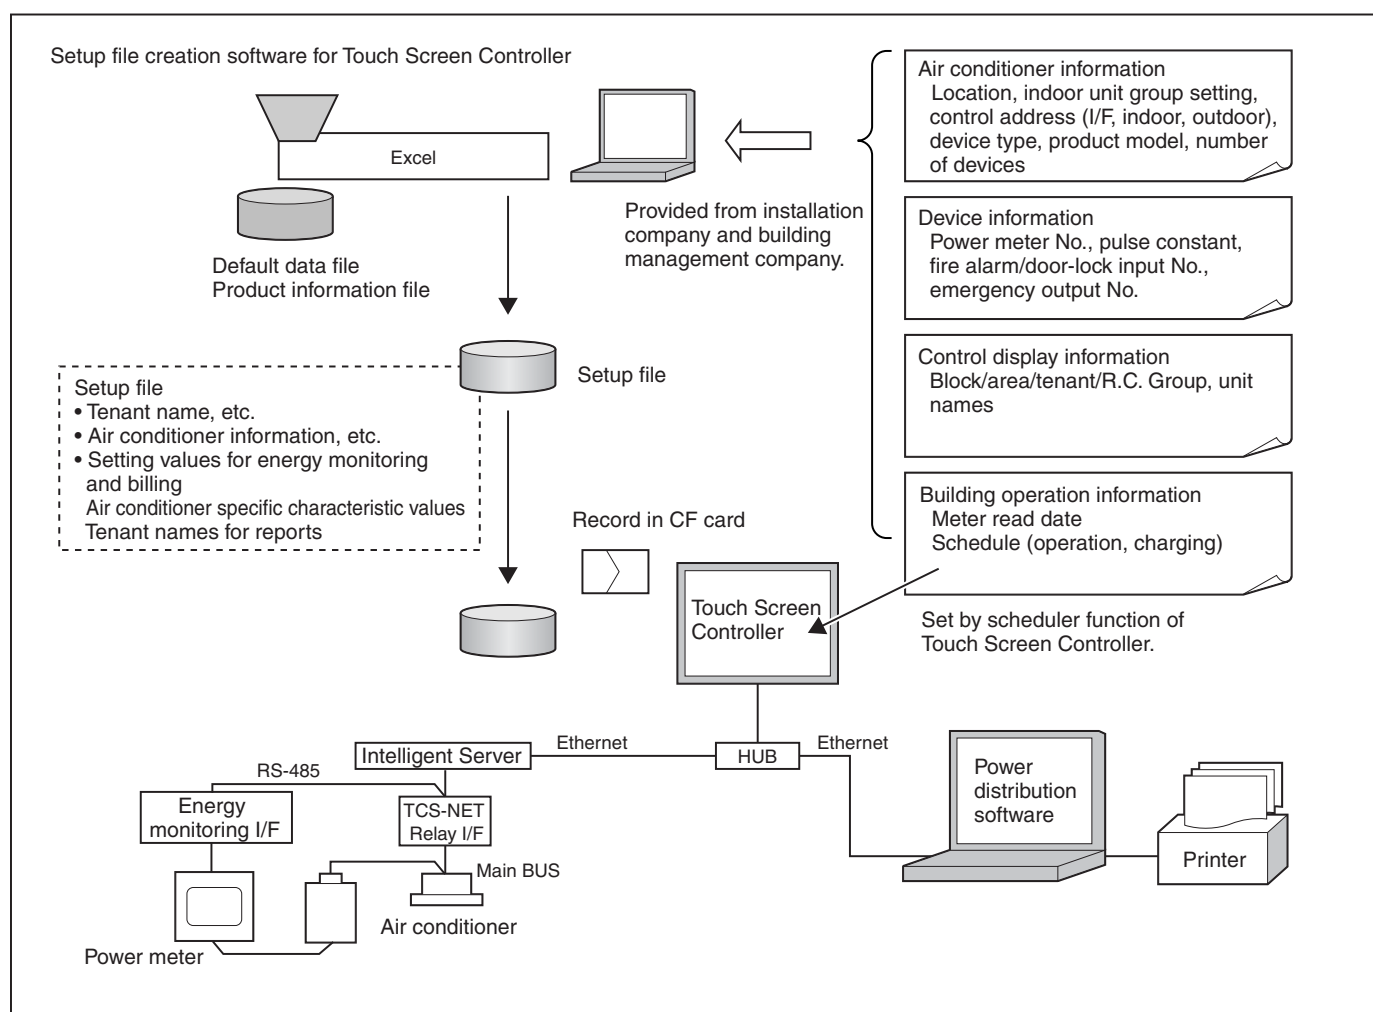 Setup file creation software for Touch Screen Controller
Excel
Default data file
Product information file
Provided from installation
company and building
management company.
Air conditioner information
Location, indoor unit group setting,
control address (I/F, indoor, outdoor),
device type, product model, number
of devices
Device information
Power meter No., pulse constant,
fire alarm/door-lock input No.,
emergency output No.
Control display information
Block/area/tenant/R.C. Group, unit
names
Building operation information
Meter read date
Schedule (operation, charging)
Set by scheduler function of
Touch Screen Controller.
Setup file
Setup file
• Tenant name, etc.
• Air conditioner information, etc.
• Setting values for energy monitoring
and billing
Air conditioner specific characteristic values
Tenant names for reports
Record in CF card
Touch Screen
Controller
Intelligent Server
Ethernet
HUB
Ethernet
RS-485
Energy
monitoring I/F
TCS-NET
Relay I/F
Main BUS
Air conditioner
Power meter
Power
distribution
software
Printer